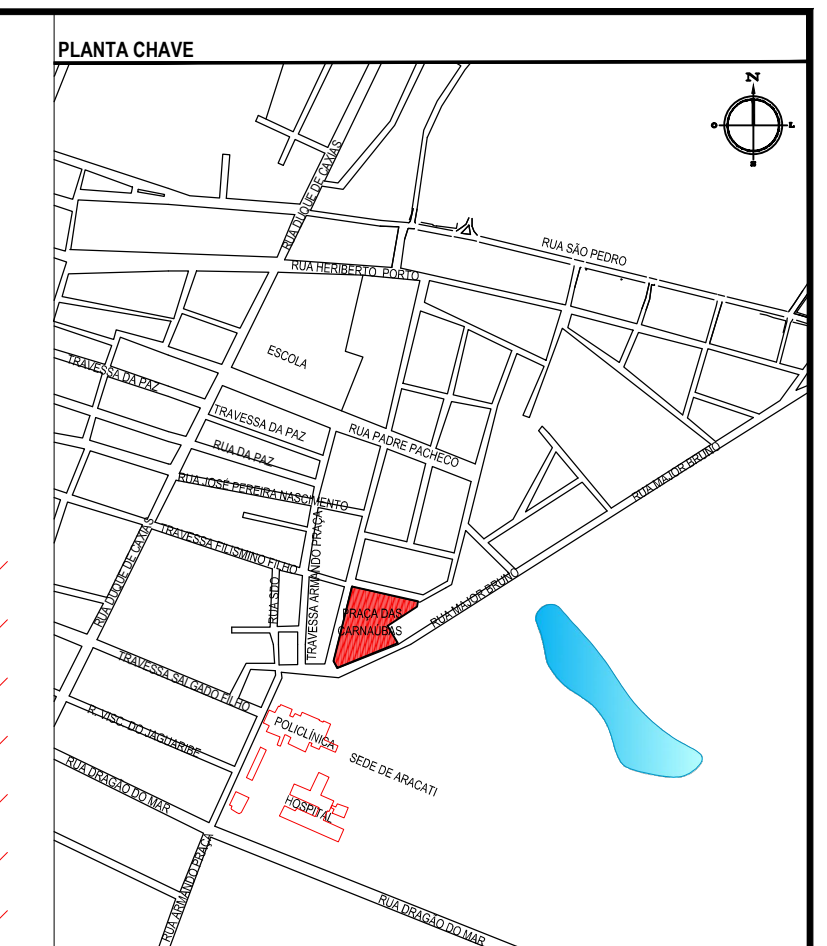 PLANTA CHAVE
N
O
L
S
RUA DUQUE DE CAXIAS
RUA SÃO PEDRO
RUA HERIBERTO PORTO
ESCOLA
TRAVESSA DA PAZ
TRAVESSA DA PAZ
RUA PADRE PACHECO
RUA DA PAZ
RUA MAJOR BRUNO
RUA JOSÉ PEREIRA NASCIMENTO
TRAVESSA FILISMINO FILHO
TRAVESSA ARMANDO PRAÇA
RUA DUQUE DE CAXIAS
RUA SDO
PRAÇA DAS
CARNAUBAS
RUA MAJOR BRUNO
TRAVESSA SALGADO FILHO
R. VISC. DO JAGUARIBE
POLICLÍNICA
SEDE DE ARACATI
RUA DRAGÃO DO MAR
HOSPITAL
RUA ARMANDO PRAÇA
RUA DRAGÃO DO MAR